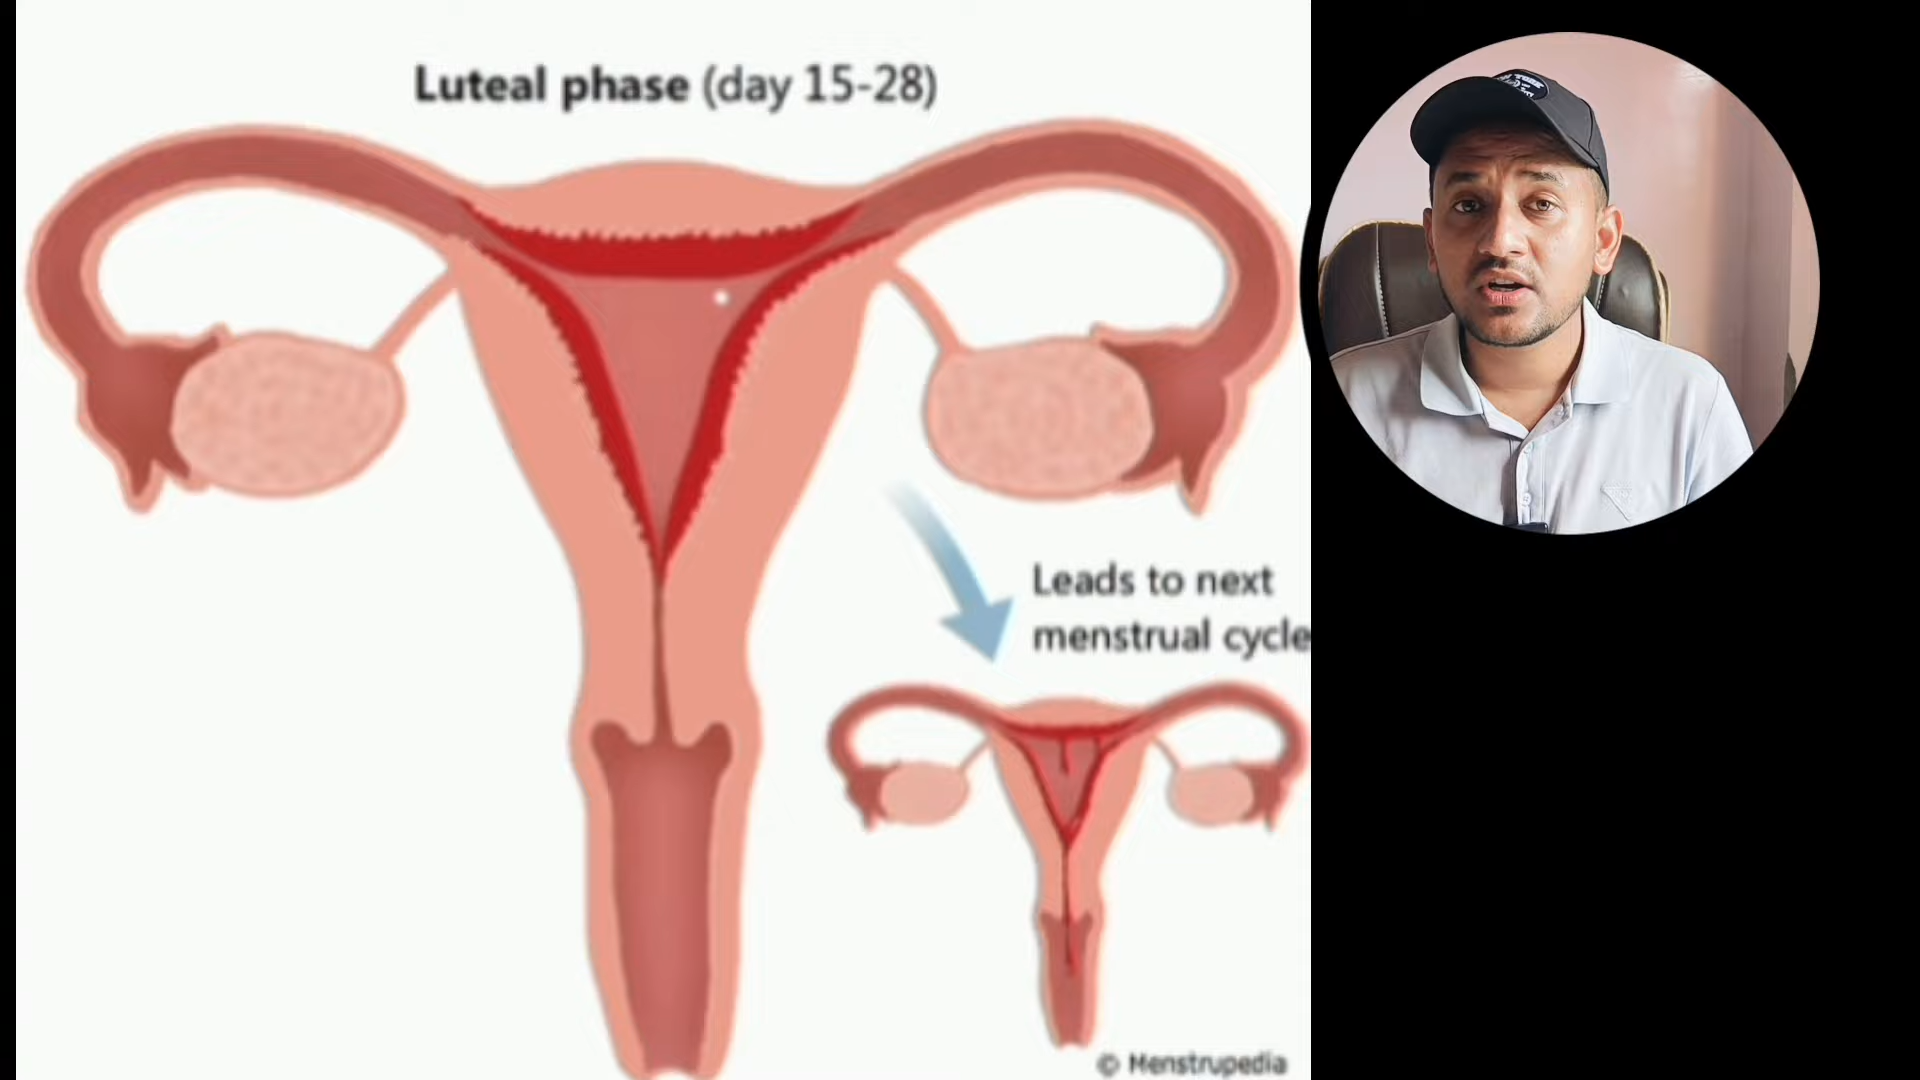 Luteal phase (day 15-28)
Leads to next
menstrual cycle
© Menstrupedia